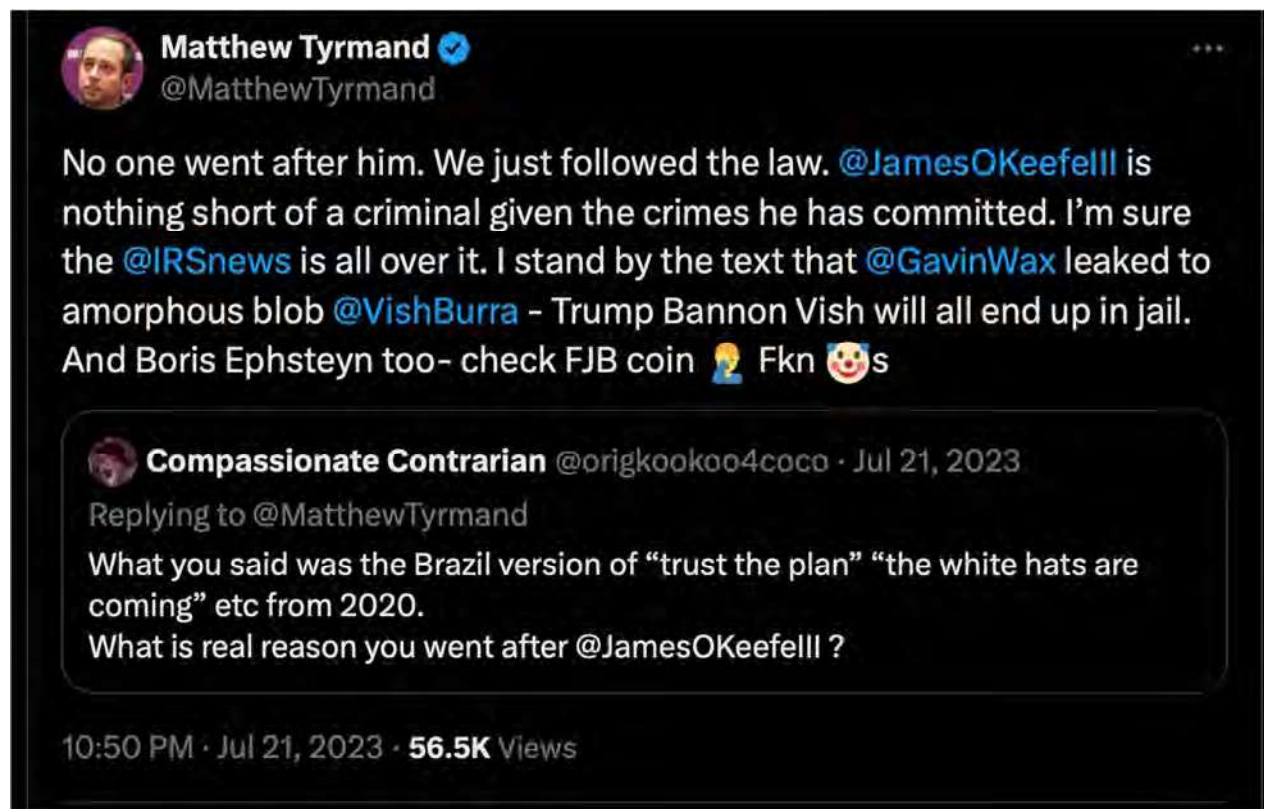 Matthew Tyrmand
@MatthewTyrmand
No one went after him. We just followed the law. @JamesOKeefeIII is
nothing short of a criminal given the crimes he has committed. I’m sure
the @IRSnews is all over it. I stand by the text that @GavinWax leaked to
amorphous blob @VishBurra - Trump Bannon Vish will all end up in jail.
And Boris Ephsteyn too- check FJB coin 🤦‍♂️ Fkn 🤡s
Compassionate Contrarian @origkookoo4coco · Jul 21, 2023
Replying to @MatthewTyrmand
What you said was the Brazil version of “trust the plan” “the white hats are
coming” etc from 2020.
What is real reason you went after @JamesOKeefeIII ?
10:50 PM · Jul 21, 2023 · 56.5K Views